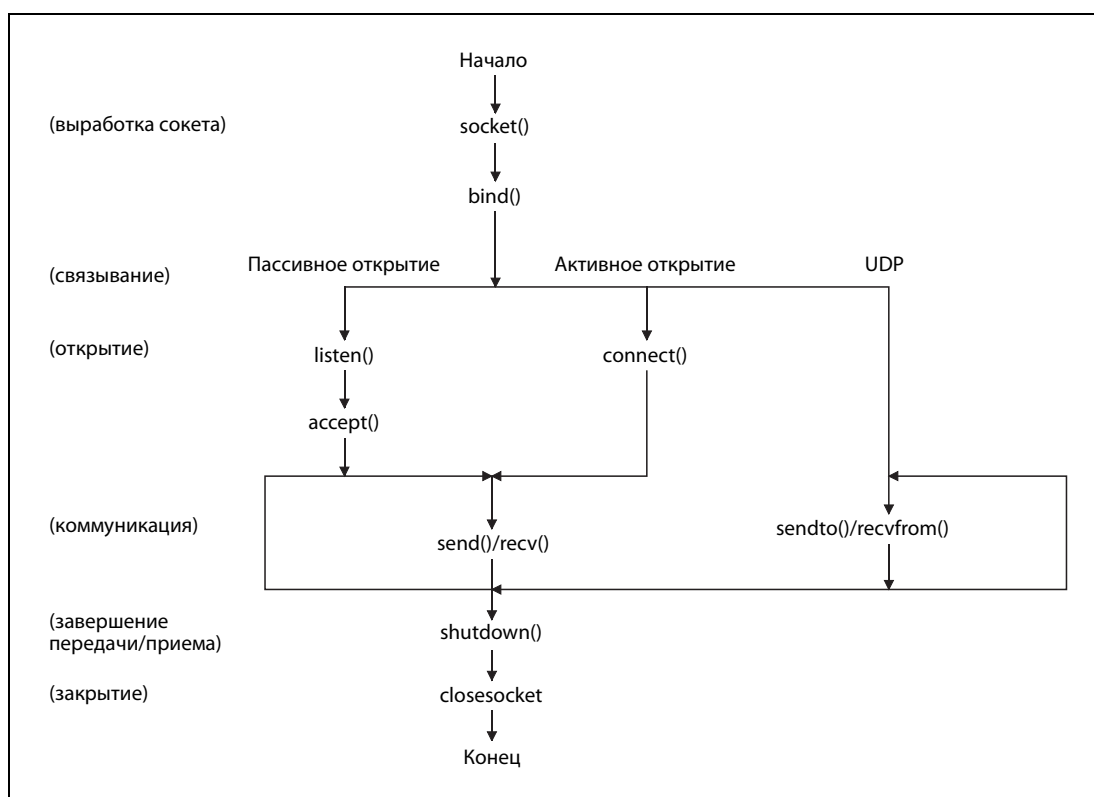 Начало
(выработка сокета)
socket()
bind()
Пассивное открытие
Активное открытие
UDP
(связывание)
(открытие)
listen()
connect()
accept()
(коммуникация)
send()/recv()
sendto()/recvfrom()
(завершение
передачи/приема)
shutdown()
(закрытие)
closesocket
Конец